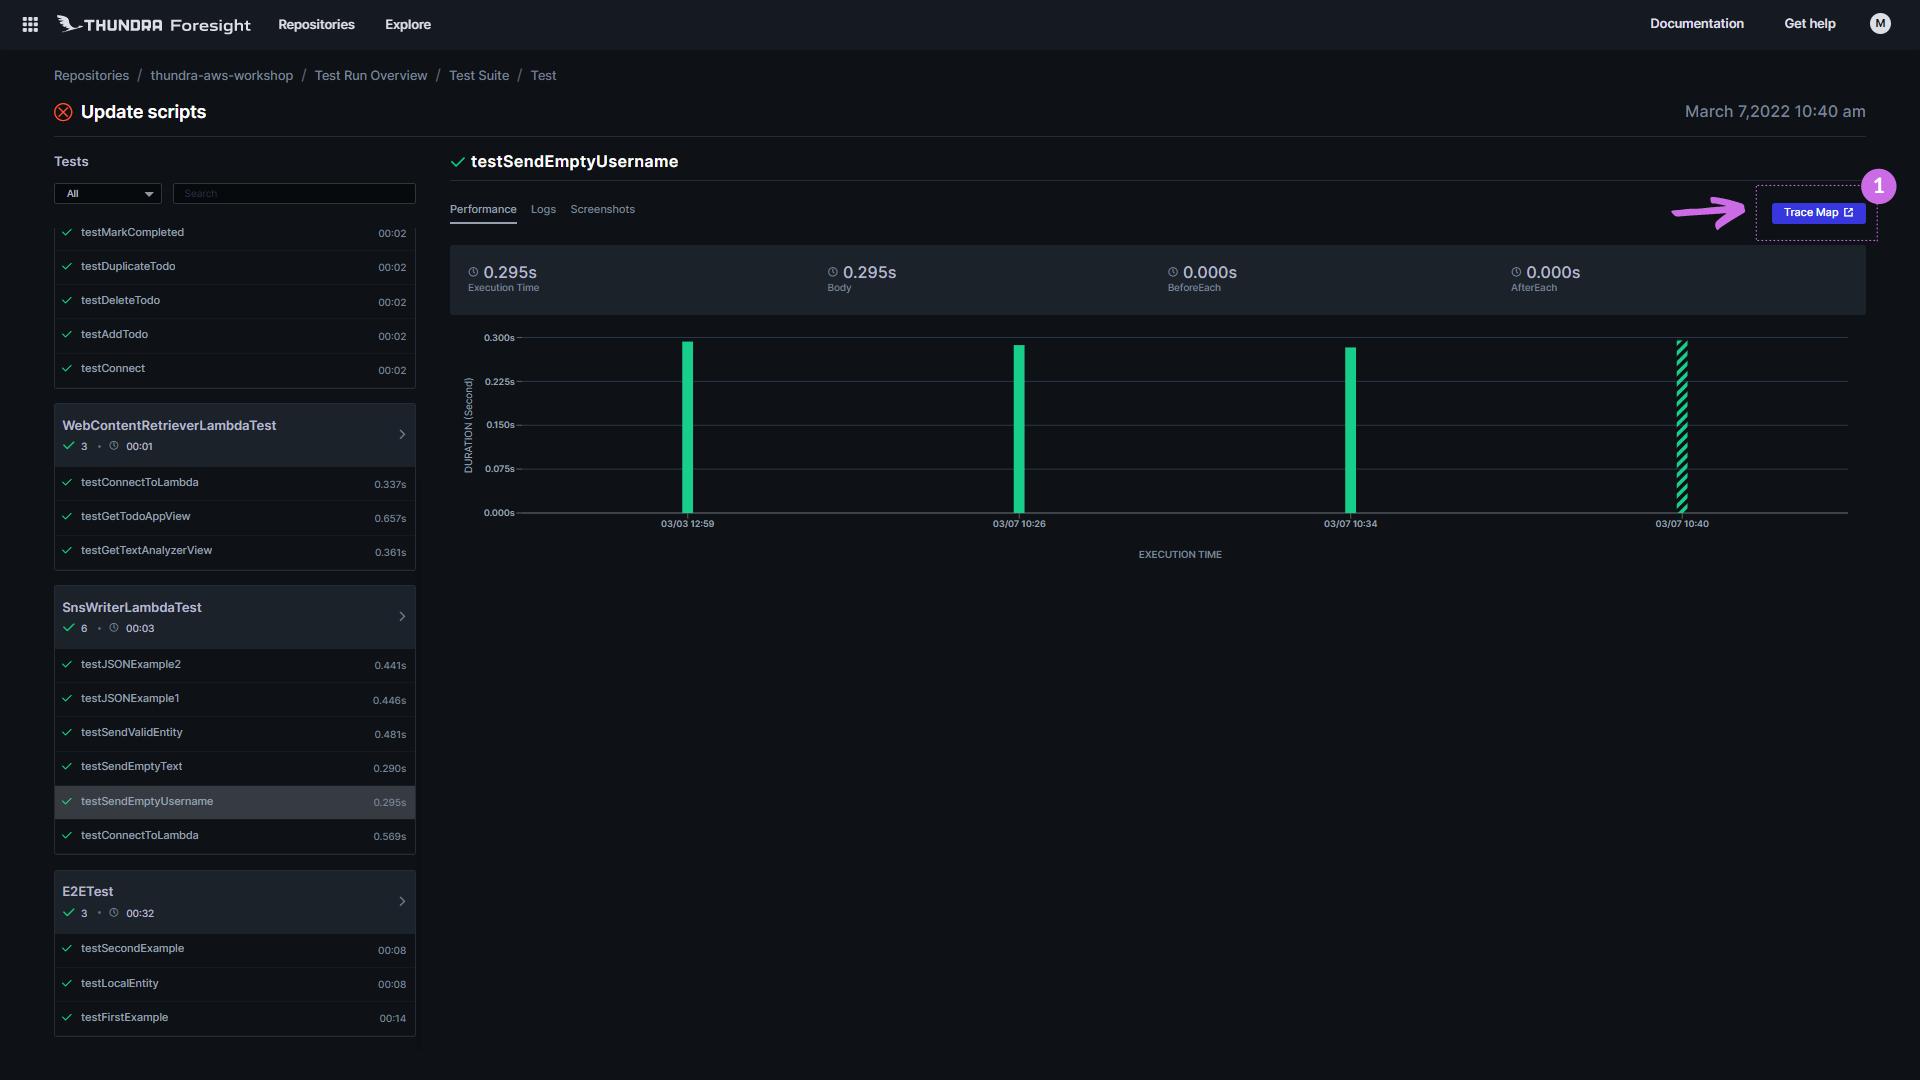 THUNDRA Foresight
Repositories
Explore
Documentation
Get help
M
Repositories / thundra-aws-workshop / Test Run Overview / Test Suite / Test
Update scripts
March 7,2022 10:40 am
Tests
All
Search
testMarkCompleted 00:02
testDuplicateTodo 00:02
testDeleteTodo 00:02
testAddTodo 00:02
testConnect 00:02
WebContentRetrieverLambdaTest
3 • 00:01
testConnectToLambda 0.337s
testGetTodoAppView 0.657s
testGetTextAnalyzerView 0.361s
SnsWriterLambdaTest
6 • 00:03
testJSONExample2 0.441s
testJSONExample1 0.446s
testSendValidEntity 0.481s
testSendEmptyText 0.290s
testSendEmptyUsername 0.295s
testConnectToLambda 0.569s
E2ETest
3 • 00:32
testSecondExample 00:08
testLocalEntity 00:08
testFirstExample 00:14
testSendEmptyUsername
Performance
Logs
Screenshots
1
Trace Map
0.295s
Execution Time
0.295s
Body
0.000s
BeforeEach
0.000s
AfterEach
DURATION (Second)
0.300s
0.225s
0.150s
0.075s
0.000s
03/03 12:59
03/07 10:26
03/07 10:34
03/07 10:40
EXECUTION TIME